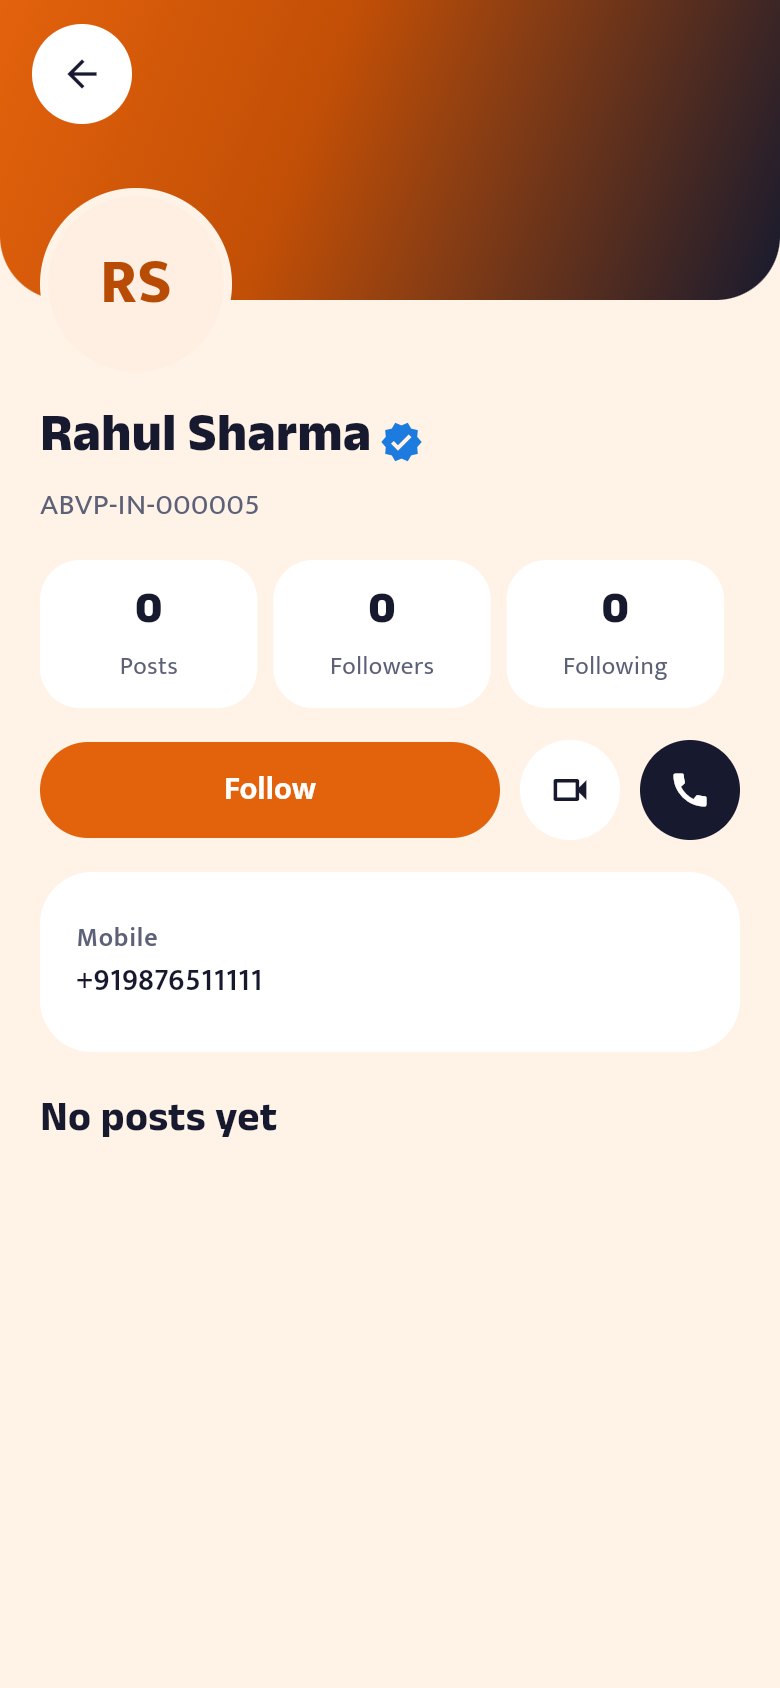 RS
Rahul Sharma
ABVP-IN-000005
0 0 0
Posts Followers Following
Follow
Mobile
+919876511111
No posts yet